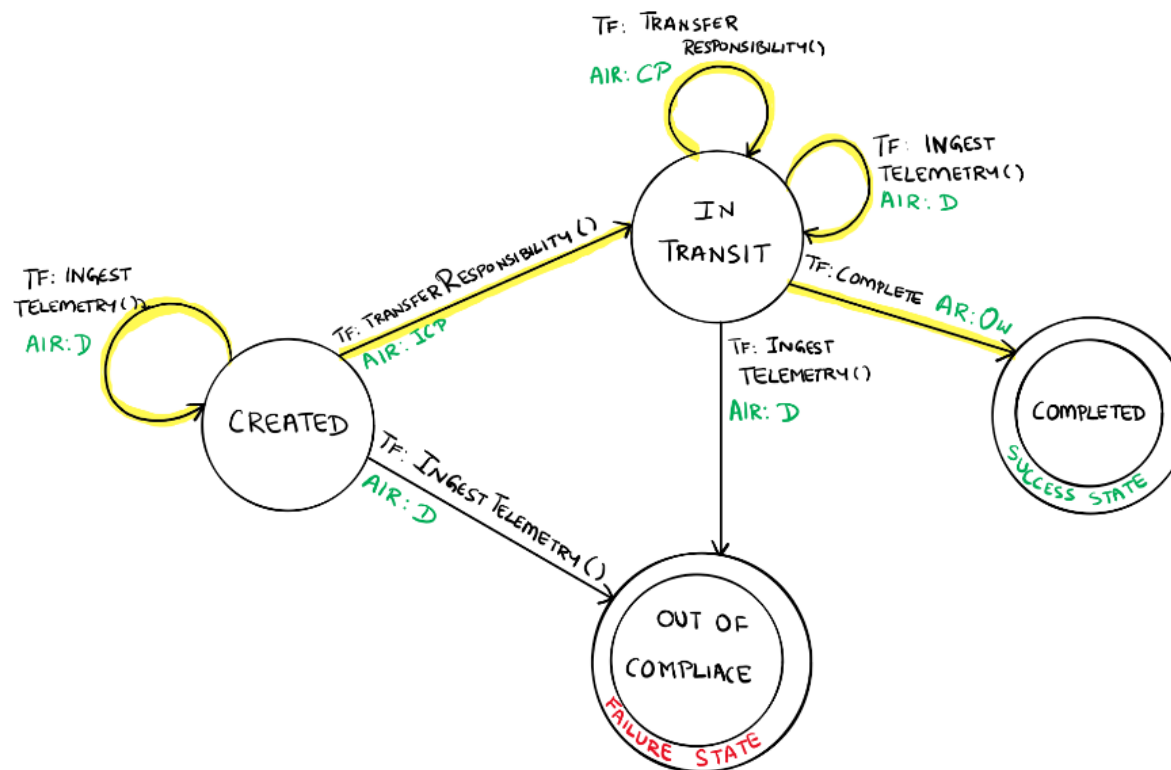 TF: TRANSFER
RESPONSIBILITY()
AIR: CP
TF: INGEST
TELEMETRY()
AIR: D
IN
TRANSIT
TF: INGEST
TELEMETRY()
AIR: D
TF: TRANSFERRESPONSIBILITY()
AIR: ICP
TF: COMPLETE AR: OW
CREATED
TF: INGEST
TELEMETRY()
AIR: D
COMPLETED
SUCCESS STATE
TF: INGESTTELEMETRY()
AIR: D
OUT OF
COMPLIACE
FAILURE STATE